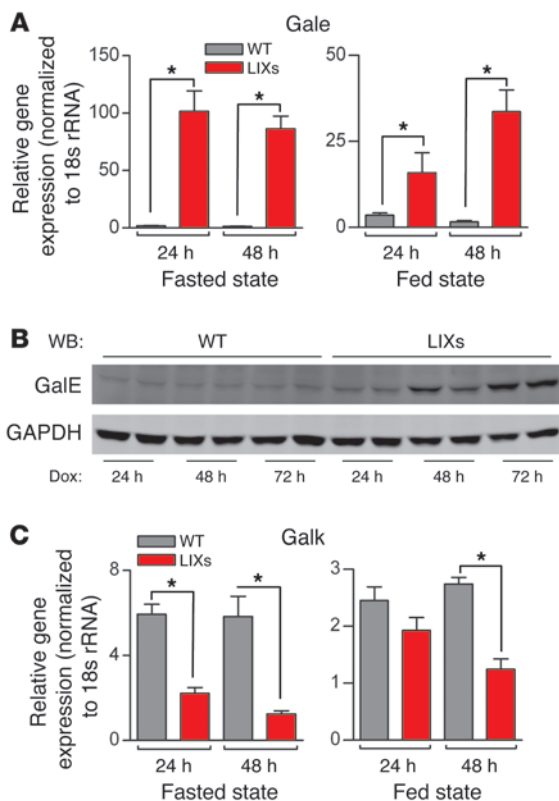 A
Gale
WT
LIXs
Relative gene
expression (normalized
to 18s rRNA)
100
50
0
*
*
24 h
48 h
Fasted state
50
25
0
*
*
24 h
48 h
Fed state
B
WB:
WT
LIXs
GalE
GAPDH
Dox:
24 h
48 h
72 h
24 h
48 h
72 h
C
Galk
WT
LIXs
Relative gene
expression (normalized
to 18s rRNA)
9
6
3
0
*
*
24 h
48 h
Fasted state
3
2
1
0
*
24 h
48 h
Fed state